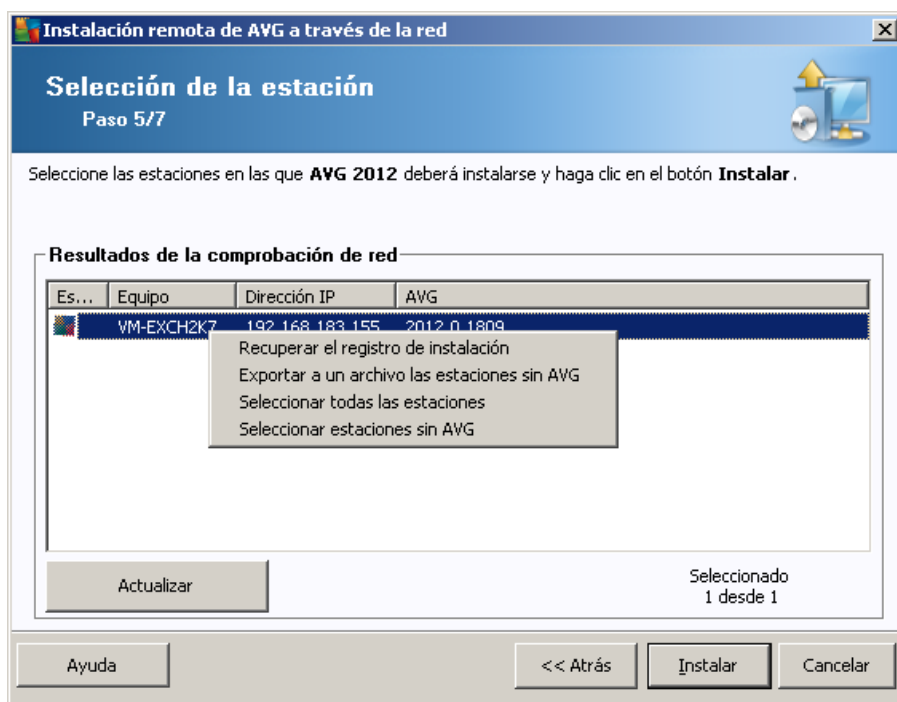 Instalación remota de AVG a través de la red
Selección de la estación
Paso 5/7
Seleccione las estaciones en las que AVG 2012 deberá instalarse y haga clic en el botón Instalar.
Resultados de la comprobación de red
Es... Equipo Dirección IP AVG
VM-EXCH2K7 192.168.183.155 2012.0.1809
Recuperar el registro de instalación
Exportar a un archivo las estaciones sin AVG
Seleccionar todas las estaciones
Seleccionar estaciones sin AVG
Actualizar
Seleccionado
1 desde 1
Ayuda << Atrás Instalar Cancelar